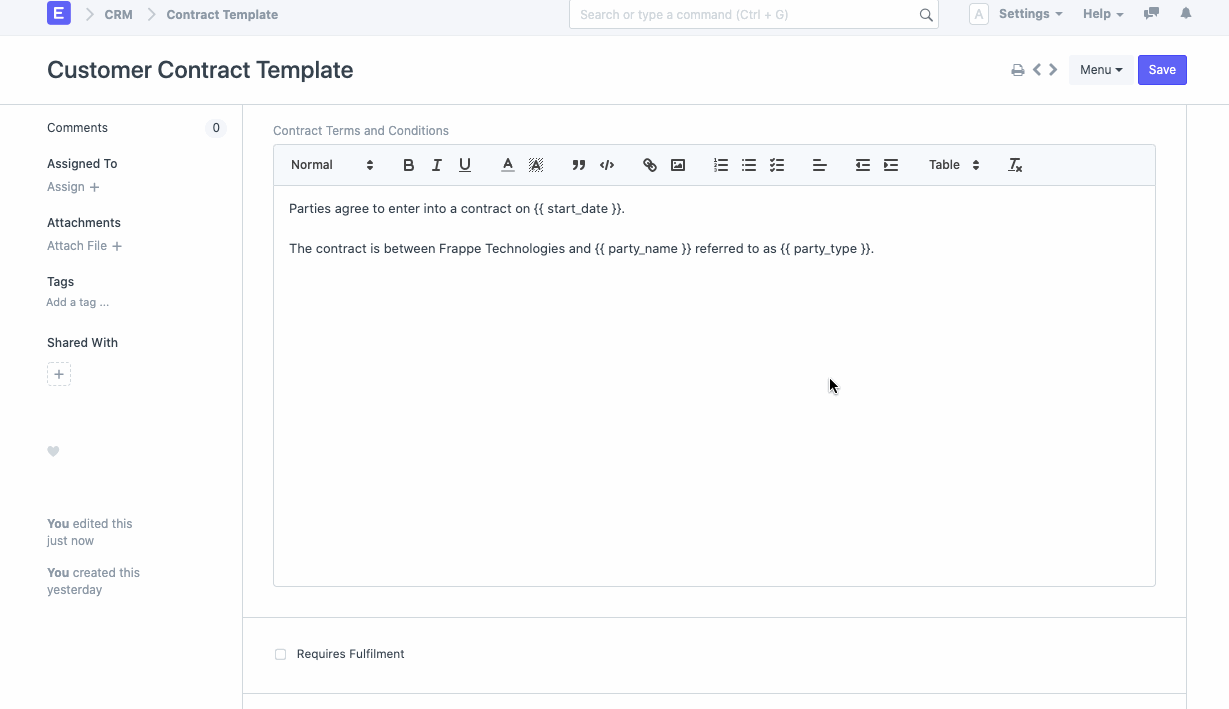 E CRM Contract Template Search or type a command (Ctrl + G) A Settings Help
Customer Contract Template Menu Save
Comments 0
Assigned To
Assign +
Attachments
Attach File +
Tags
Add a tag ...
Shared With
+
You edited this
just now
You created this
yesterday
Contract Terms and Conditions
Normal B I U A A Table Tx
Parties agree to enter into a contract on {{ start_date }}.
The contract is between Frappe Technologies and {{ party_name }} referred to as {{ party_type }}.
Requires Fulfilment